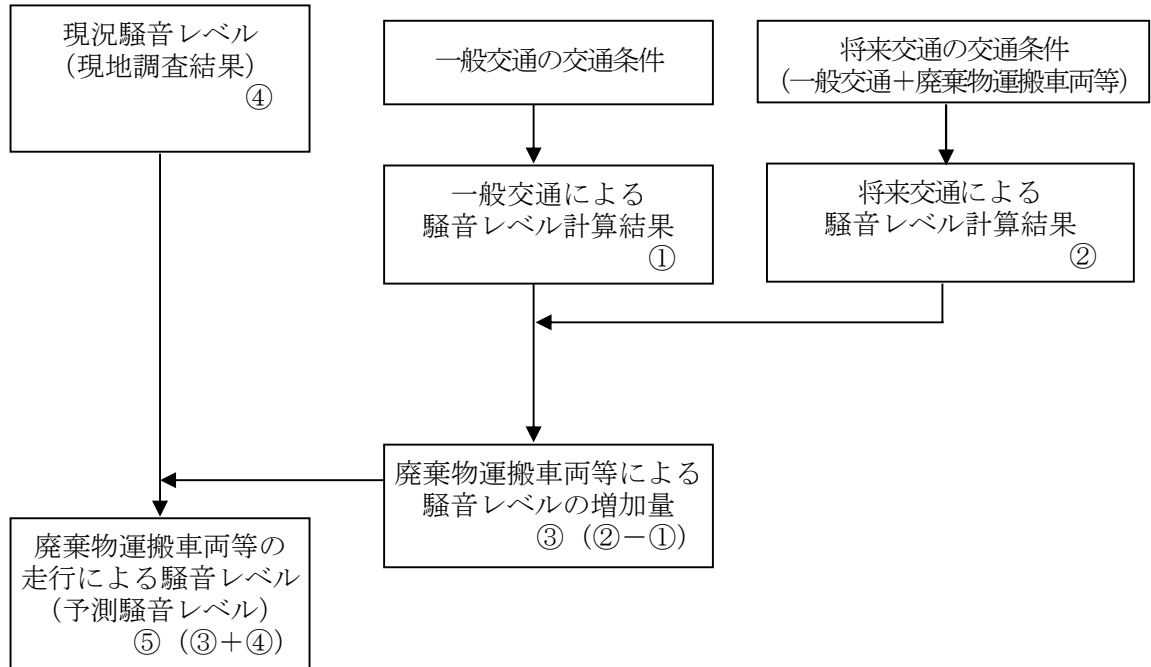 現況騒音レベル
（現地調査結果）
④
一般交通の交通条件
将来交通の交通条件
（一般交通＋廃棄物運搬車両等）
一般交通による
騒音レベル計算結果
①
将来交通による
騒音レベル計算結果
②
廃棄物運搬車両等による
騒音レベルの増加量
③（②－①）
廃棄物運搬車両等の
走行による騒音レベル
（予測騒音レベル）
⑤（③＋④）